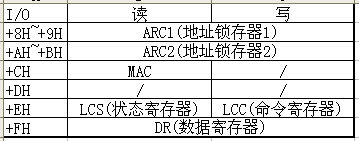 I/O 读 写
+8H~+9H ARC1(地址锁存器1)
+AH~+BH ARC2(地址锁存器2)
+CH MAC /
+DH / /
+EH LCS(状态寄存器) LCC(命令寄存器)
+FH DR(数据寄存器)